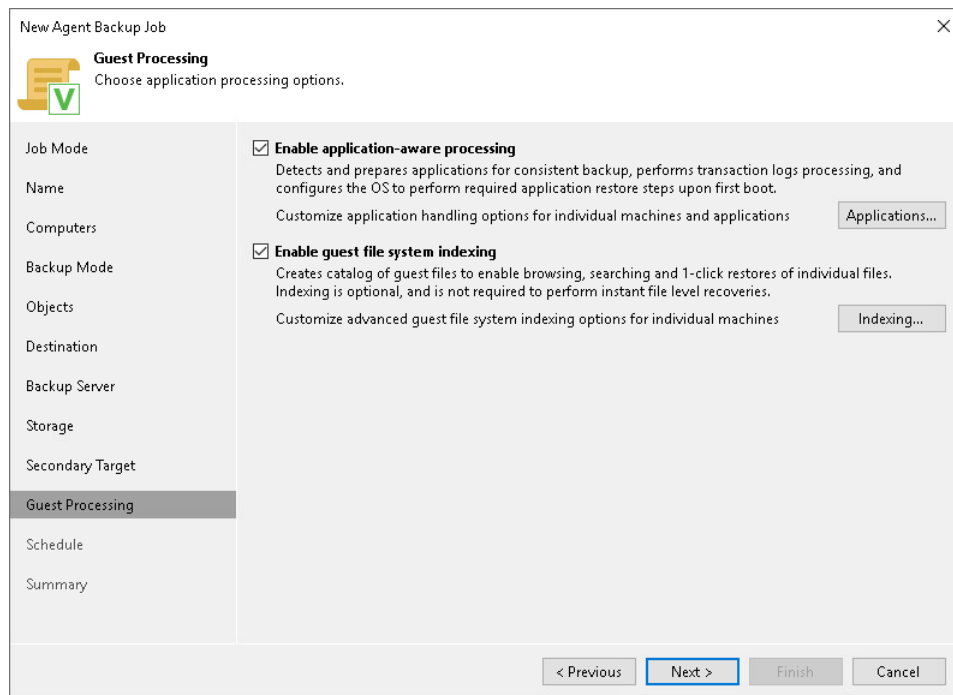 New Agent Backup Job
Guest Processing
Choose application processing options.
V
Job Mode
Name
Computers
Backup Mode
Objects
Destination
Backup Server
Storage
Secondary Target
Guest Processing
Schedule
Summary
Enable application-aware processing
Detects and prepares applications for consistent backup, performs transaction logs processing, and
configures the OS to perform required application restore steps upon first boot.
Customize application handling options for individual machines and applications
Applications...
Enable guest file system indexing
Creates catalog of guest files to enable browsing, searching and 1-click restores of individual files.
Indexing is optional, and is not required to perform instant file level recoveries.
Customize advanced guest file system indexing options for individual machines
Indexing...
< Previous
Next >
Finish
Cancel